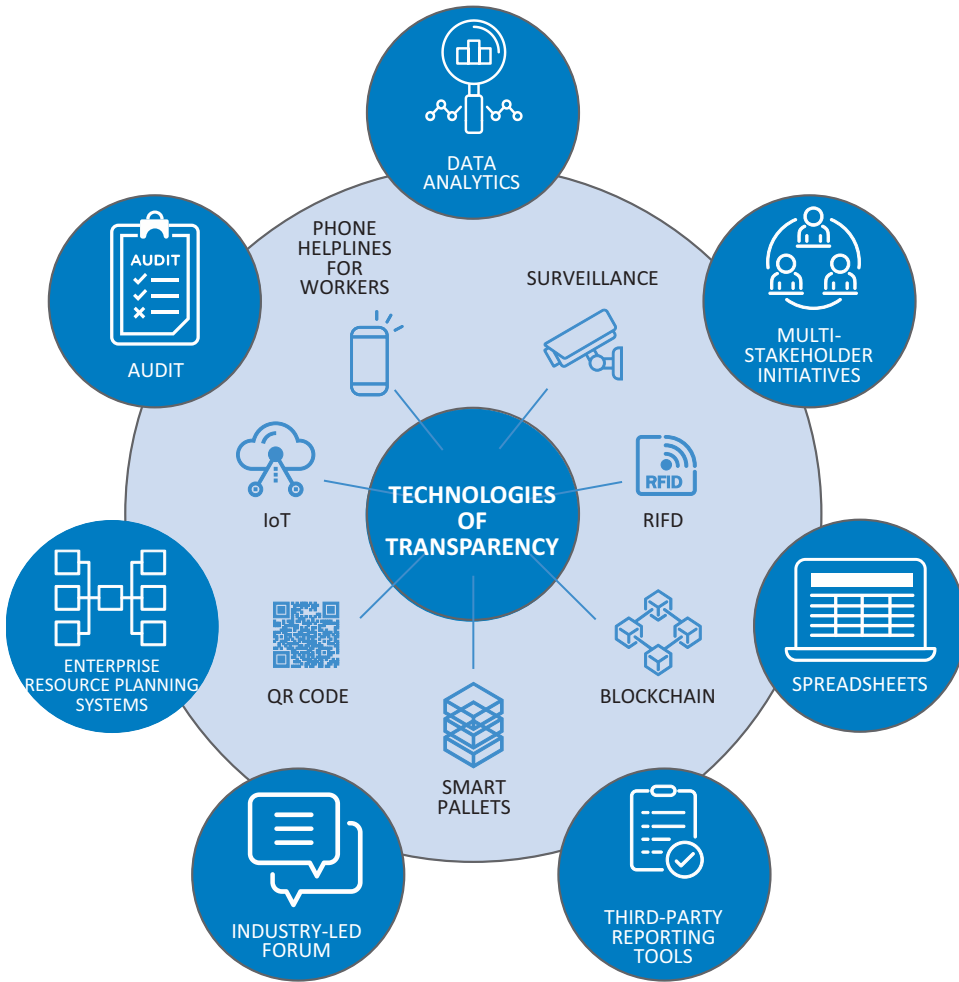 DATA
ANALYTICS
PHONE
HELPLINES
FOR
WORKERS
SURVEILLANCE
AUDIT
AUDIT
MULTI-
STAKEHOLDER
INITIATIVES
IoT
TECHNOLOGIES
OF
TRANSPARENCY
RFID
RIFD
ENTERPRISE
RESOURCE PLANNING
SYSTEMS
QR CODE
BLOCKCHAIN
SPREADSHEETS
SMART
PALLETS
INDUSTRY-LED
FORUM
THIRD-PARTY
REPORTING
TOOLS